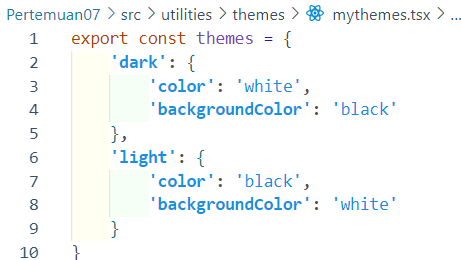 Pertemuan07 > src > utilities > themes > mythemes.tsx > ...
1 export const themes = {
2     'dark': {
3         'color': 'white',
4         'backgroundColor': 'black'
5     },
6     'light': {
7         'color': 'black',
8         'backgroundColor': 'white'
9     }
10 }